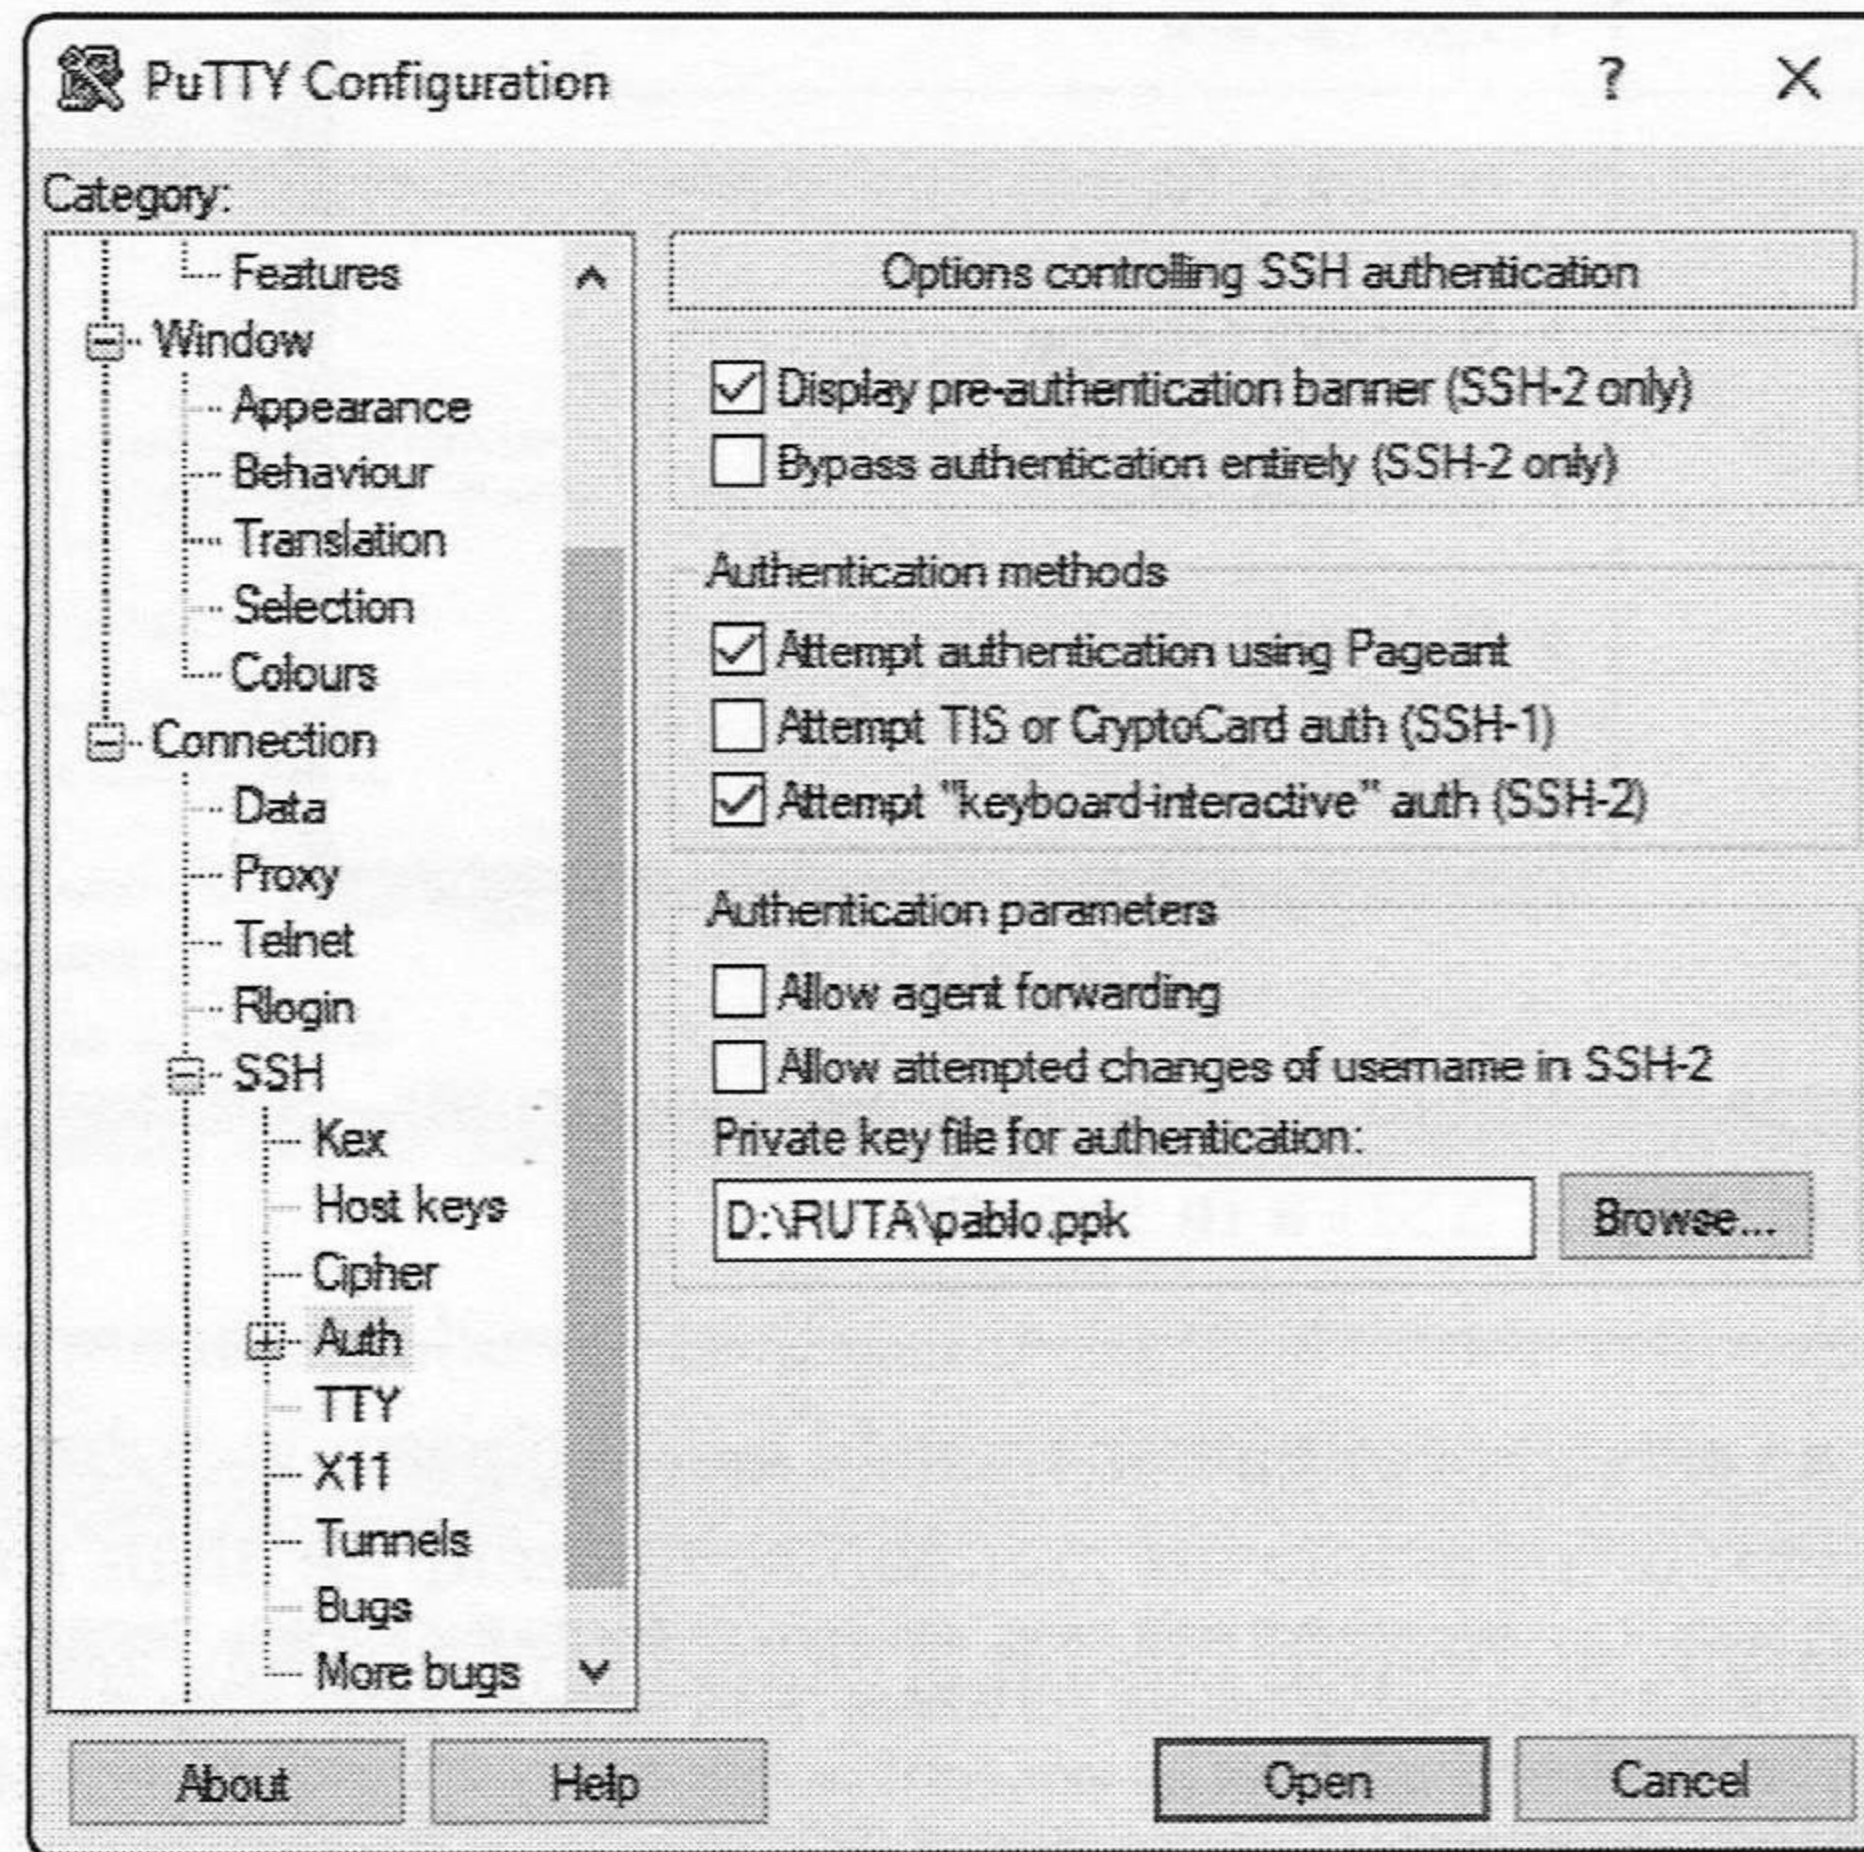 PuTTY Configuration
?
X
Category:
Features
Window
Appearance
Behaviour
Translation
Selection
Colours
Connection
Data
Proxy
Telnet
Rlogin
SSH
Kex
Host keys
Cipher
Auth
TTY
X11
Tunnels
Bugs
More bugs
Options controlling SSH authentication
Display pre-authentication banner (SSH-2 only)
Bypass authentication entirely (SSH-2 only)
Authentication methods
Attempt authentication using Pageant
Attempt TIS or CryptoCard auth (SSH-1)
Attempt "keyboard-interactive" auth (SSH-2)
Authentication parameters
Allow agent forwarding
Allow attempted changes of username in SSH-2
Private key file for authentication:
D:\RUTA\pablo.ppk
Browse...
About
Help
Open
Cancel